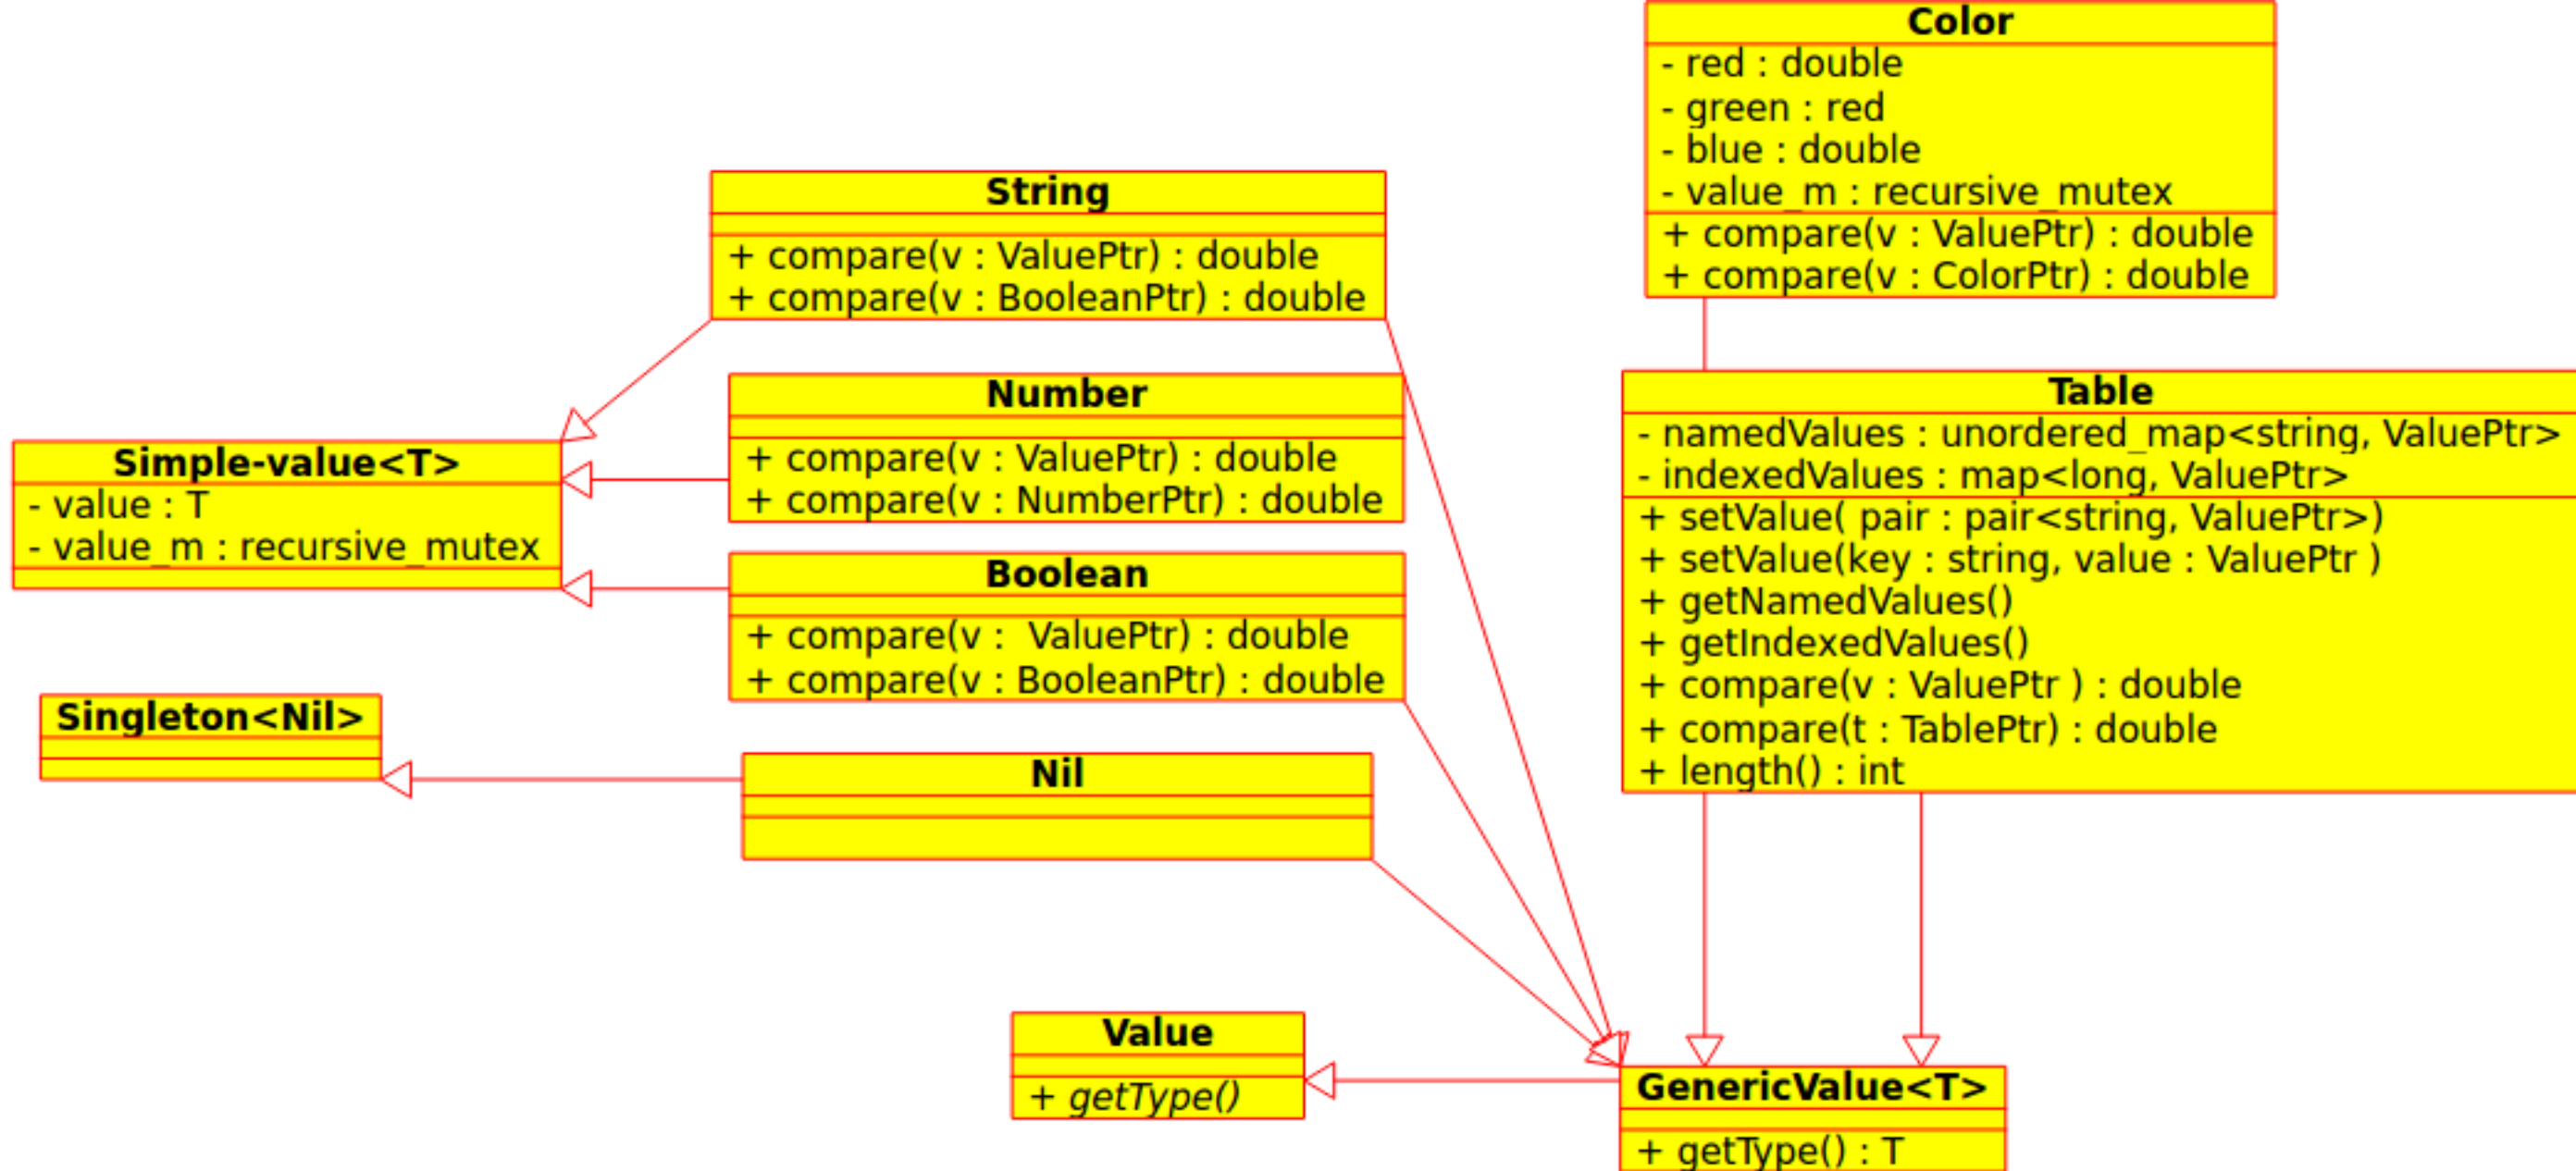 Color
- red : double
- green : red
- blue : double
- value_m : recursive_mutex
+ compare(v : ValuePtr) : double
+ compare(v : ColorPtr) : double
String
+ compare(v : ValuePtr) : double
+ compare(v : BooleanPtr) : double
Number
+ compare(v : ValuePtr) : double
+ compare(v : NumberPtr) : double
Simple-value<T>
- value : T
- value_m : recursive_mutex
Boolean
+ compare(v :  ValuePtr) : double
+ compare(v : BooleanPtr) : double
Table
- namedValues : unordered_map<string, ValuePtr>
- indexedValues : map<long, ValuePtr>
+ setValue( pair : pair<string, ValuePtr>)
+ setValue(key : string, value : ValuePtr )
+ getNamedValues()
+ getIndexedValues()
+ compare(v : ValuePtr ) : double
+ compare(t : TablePtr) : double
+ length() : int
Singleton<Nil>
Nil
Value
+ getType()
GenericValue<T>
+ getType() : T